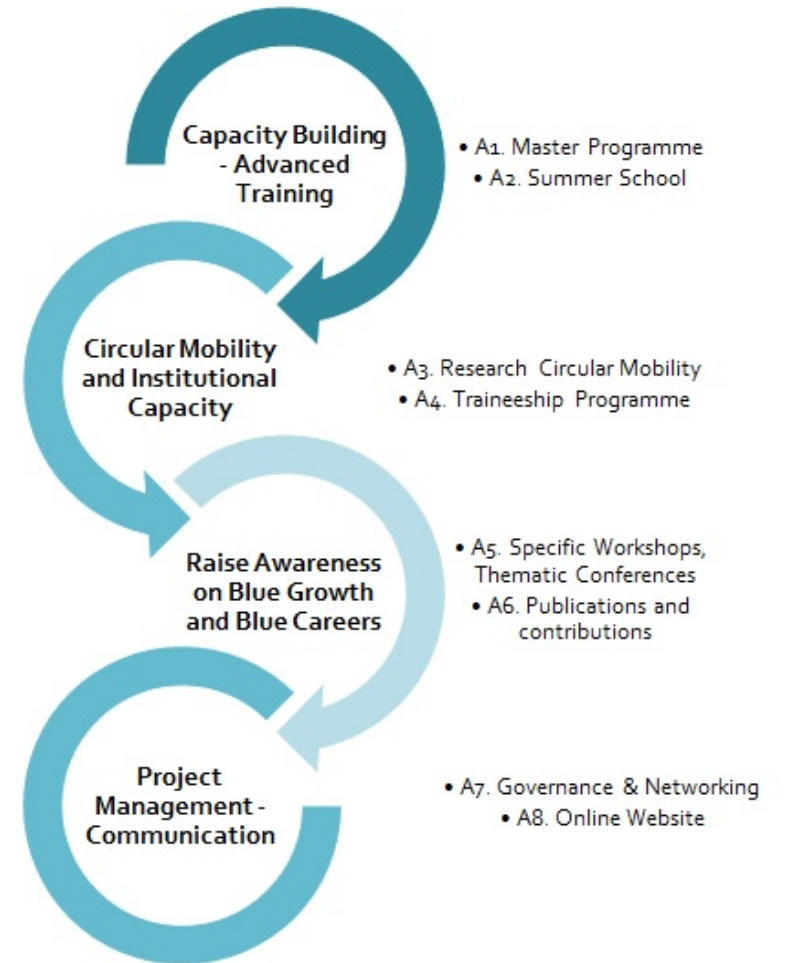 Capacity Building
- Advanced
Training
• A1. Master Programme
• A2. Summer School
Circular Mobility
and Institutional
Capacity
• A3. Research Circular Mobility
• A4. Traineeship Programme
Raise Awareness
on Blue Growth
and Blue Careers
• A5. Specific Workshops,
Thematic Conferences
• A6. Publications and
contributions
Project
Management -
Communication
• A7. Governance & Networking
• A8. Online Website